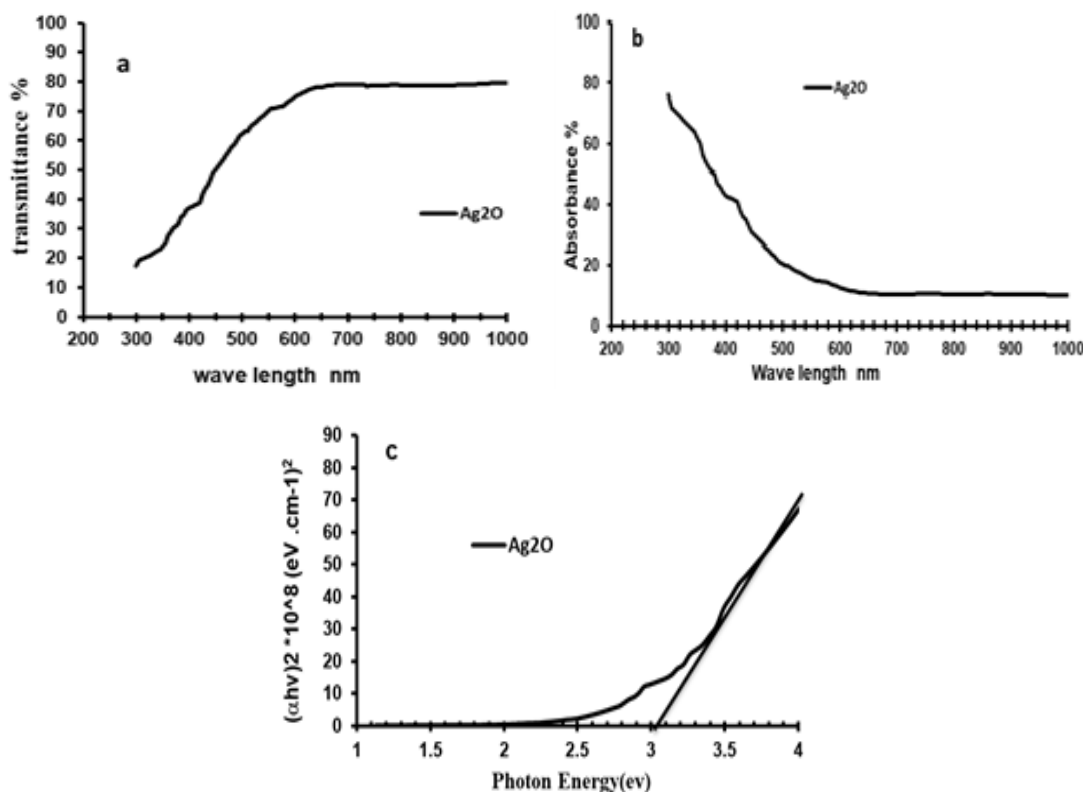 a
100
90
80
70
60
50
40
30
20
10
0
transmittance %
Ag2O
200 300 400 500 600 700 800 900 1000
wave length nm
b
100
80
60
40
20
0
Absorbance %
Ag2O
200 300 400 500 600 700 800 900 1000
Wave length nm
c
90
80
70
60
50
40
30
20
10
0
(αhν)2 *10^8 (eV .cm-1)²
Ag2O
1 1.5 2 2.5 3 3.5 4
Photon Energy(ev)